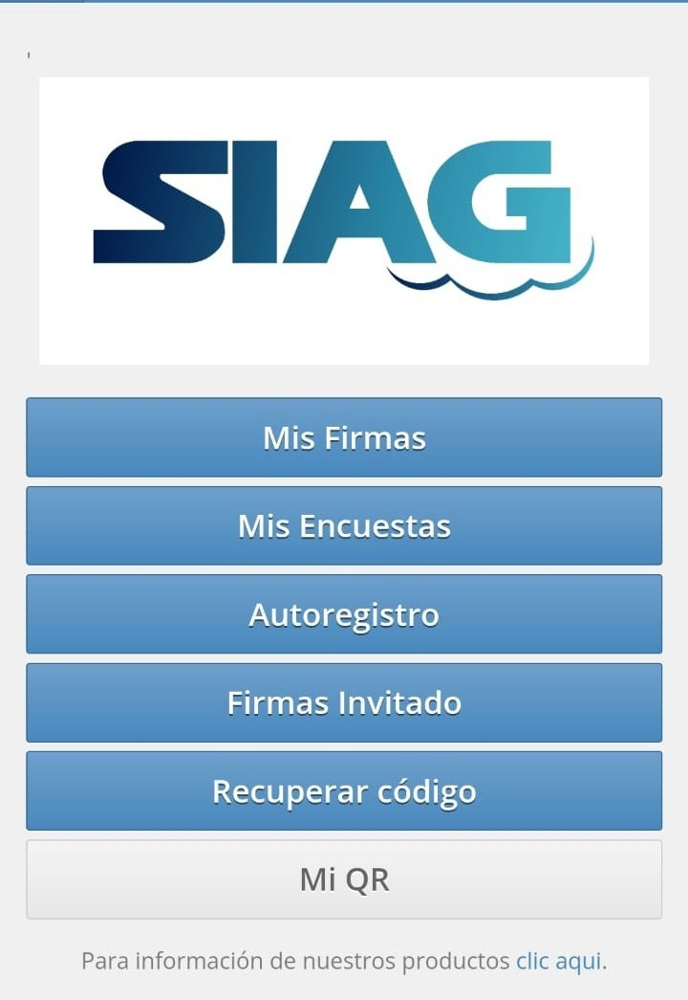 SIAG
Mis Firmas
Mis Encuestas
Autoregistro
Firmas Invitado
Recuperar código
Mi QR
Para información de nuestros productos clic aqui.